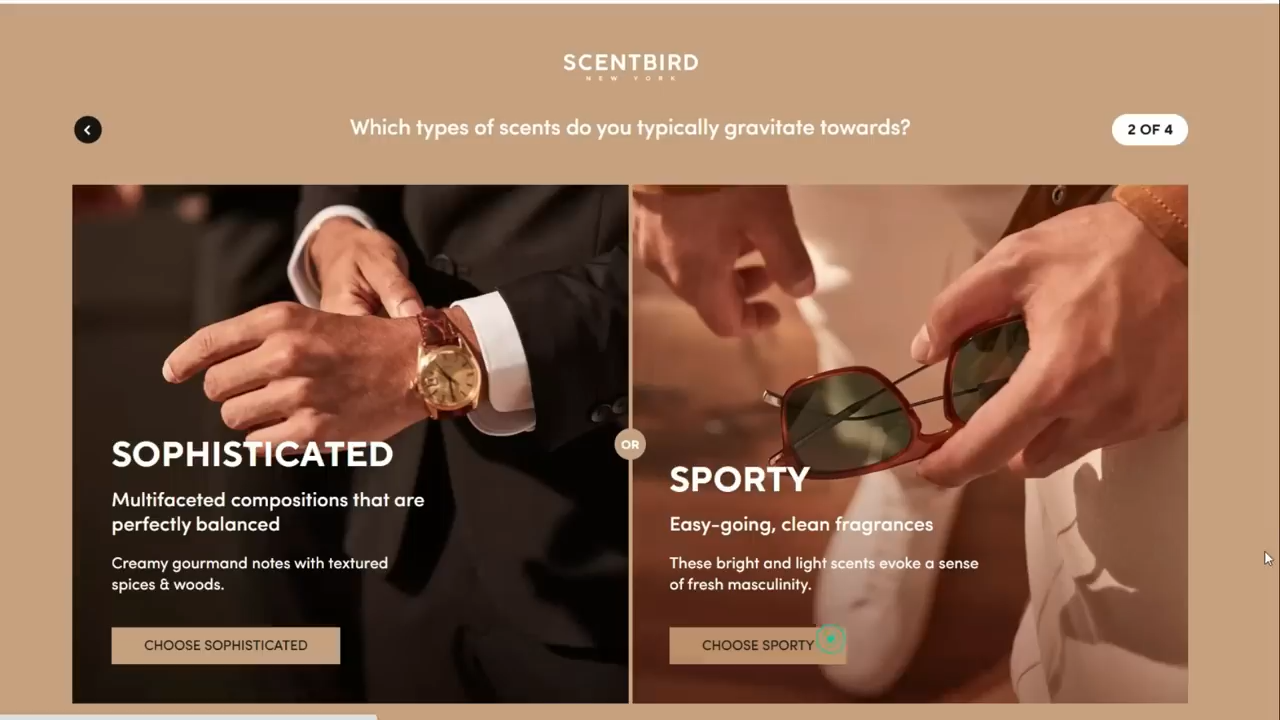 SCENTBIRD
NEW YORK
Which types of scents do you typically gravitate towards?
2 OF 4
SOPHISTICATED
Multifaceted compositions that are
perfectly balanced
Creamy gourmand notes with textured
spices & woods.
CHOOSE SOPHISTICATED
OR
SPORTY
Easy-going, clean fragrances
These bright and light scents evoke a sense
of fresh masculinity.
CHOOSE SPORTY